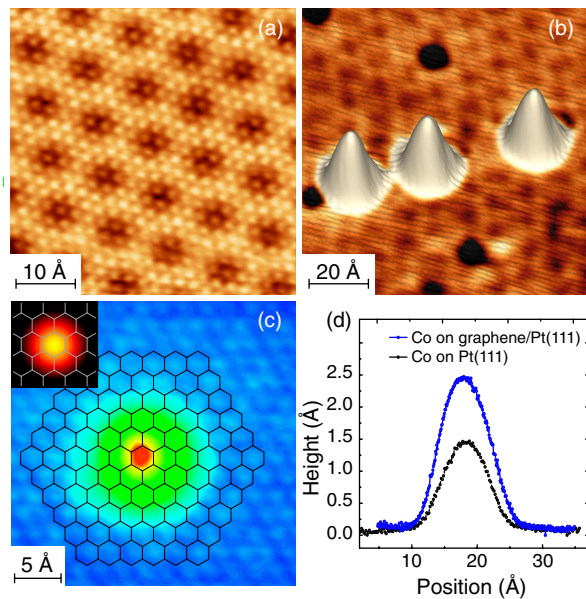 (a)
10 Å
(b)
20 Å
(c)
5 Å
(d)
Co on graphene/Pt(111)
Co on Pt(111)
Height (Å)
2.5
2.0
1.5
1.0
0.5
0.0
10
20
30
Position (Å)